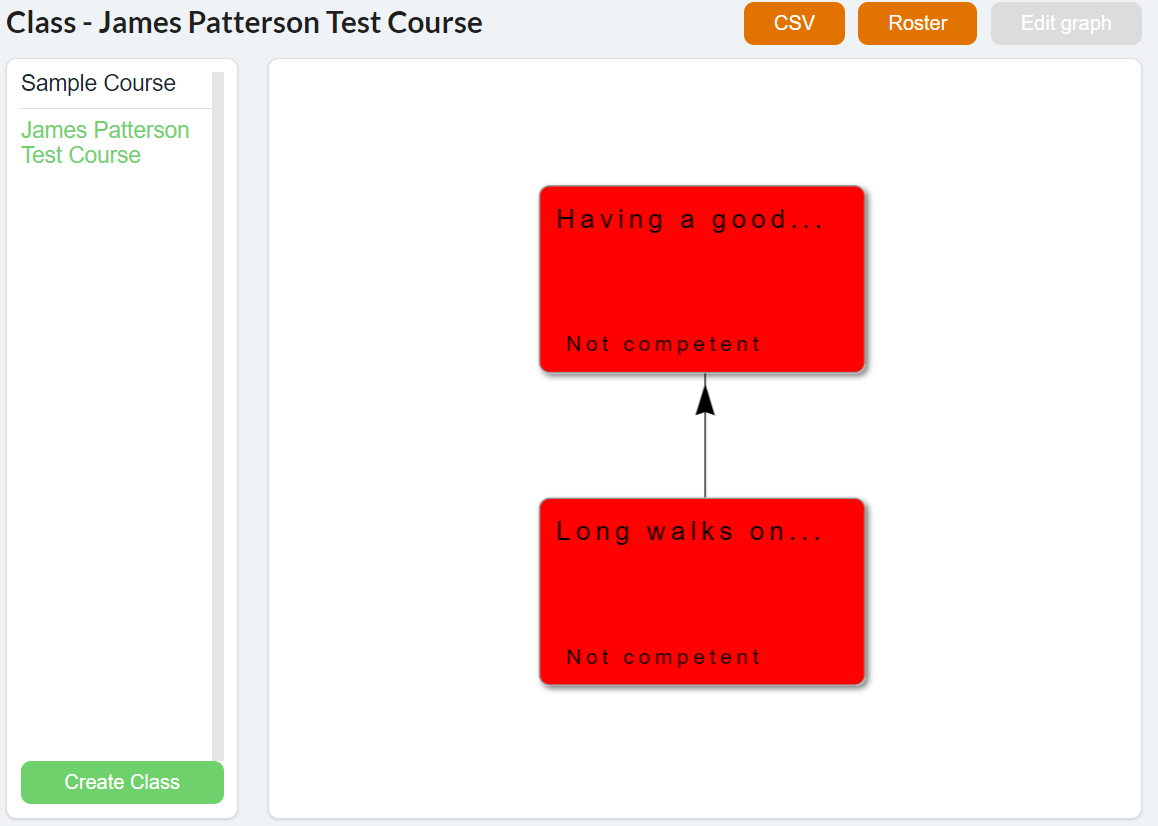 Class - James Patterson Test Course
CSV
Roster
Edit graph
Sample Course
James Patterson
Test Course
Create Class
Having a good...
Not competent
Long walks on...
Not competent